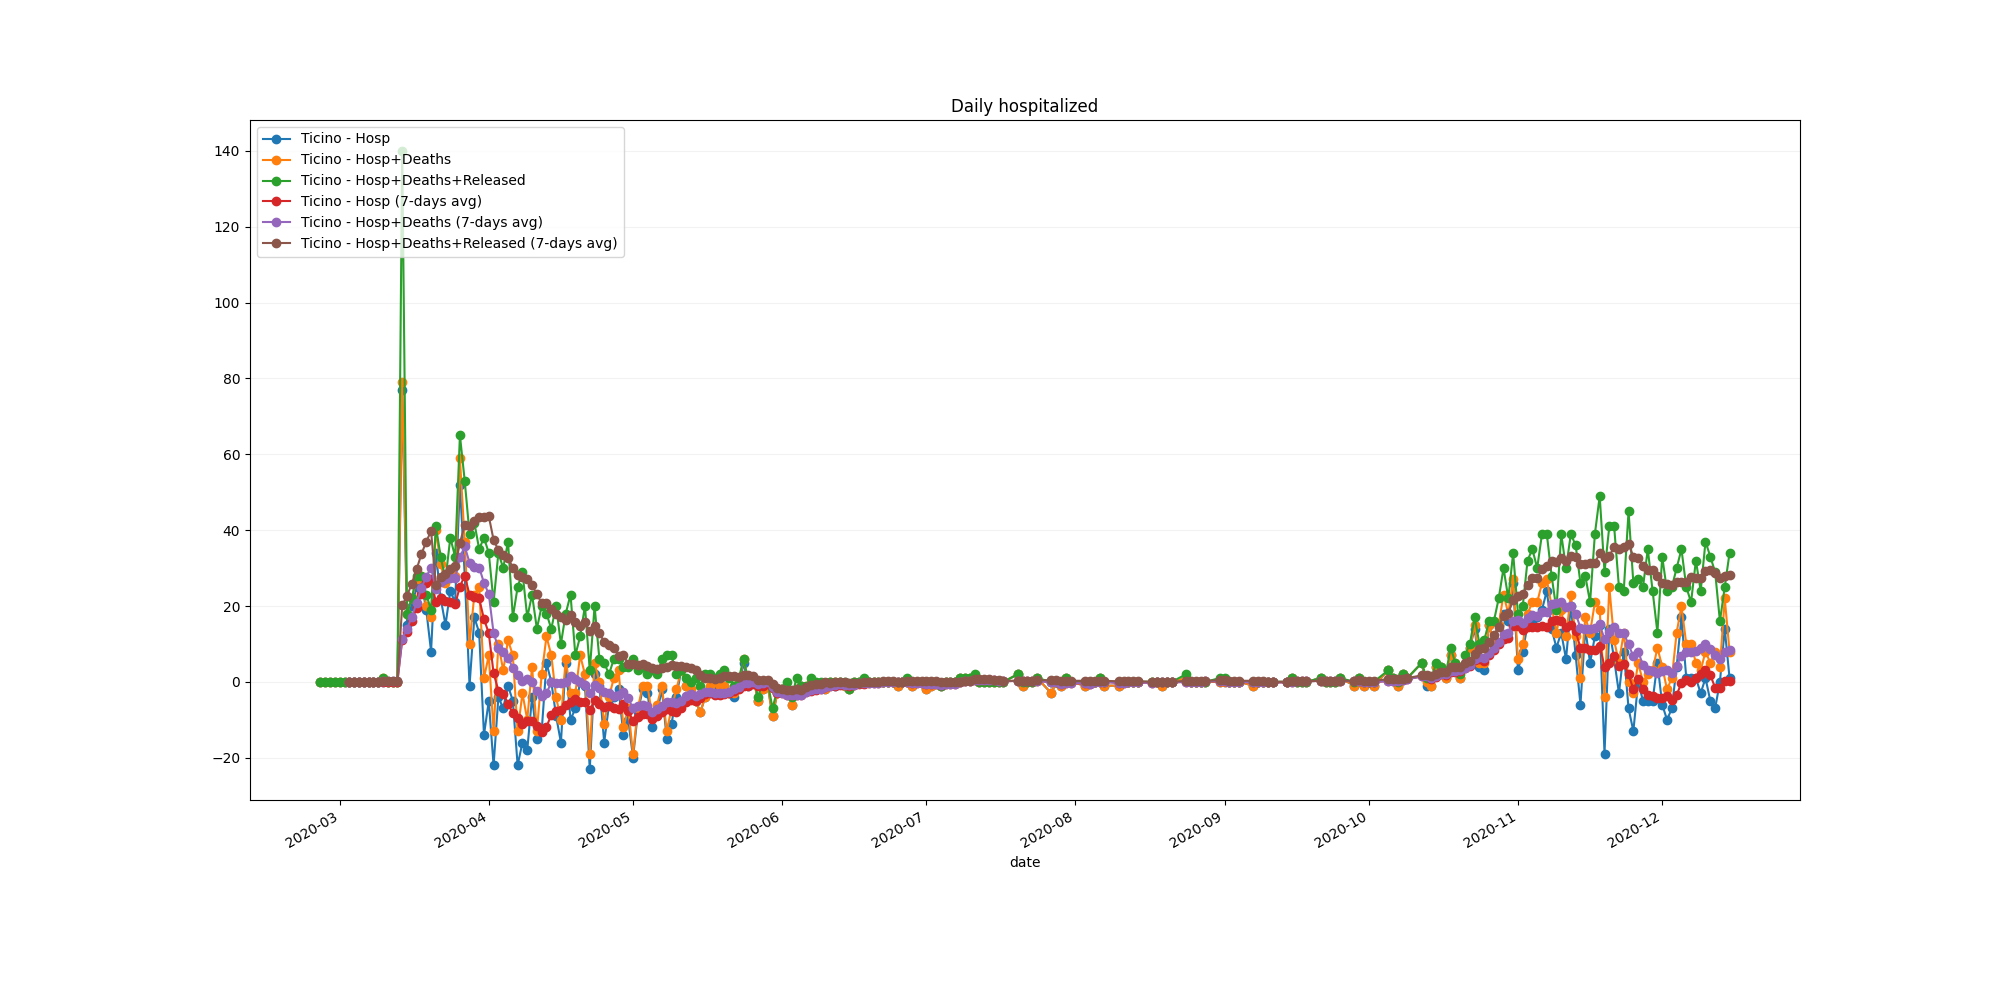 Daily hospitalized
Ticino - Hosp
Ticino - Hosp+Deaths
Ticino - Hosp+Deaths+Released
Ticino - Hosp (7-days avg)
Ticino - Hosp+Deaths (7-days avg)
Ticino - Hosp+Deaths+Released (7-days avg)
140
120
100
80
60
40
20
0
−20
2020-03
2020-04
2020-05
2020-06
2020-07
2020-08
2020-09
2020-10
2020-11
2020-12
date